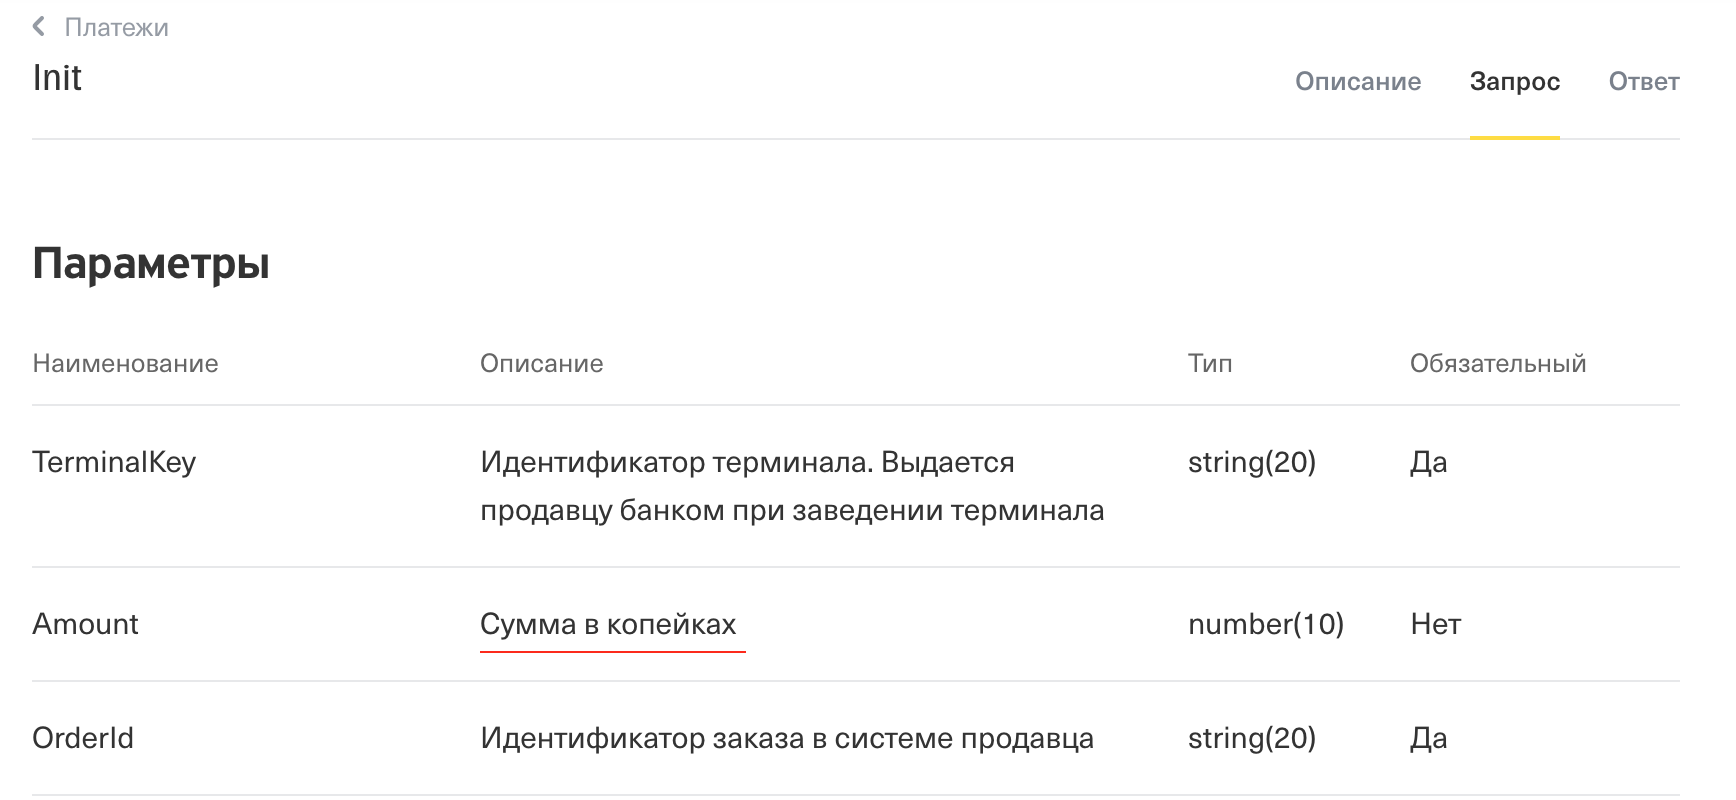 Платежи
Init
Описание Запрос Ответ
Параметры
Наименование Описание Тип Обязательный
TerminalKey Идентификатор терминала. Выдается string(20) Да
продавцу банком при заведении терминала
Amount Сумма в копейках number(10) Нет
OrderId Идентификатор заказа в системе продавца string(20) Да